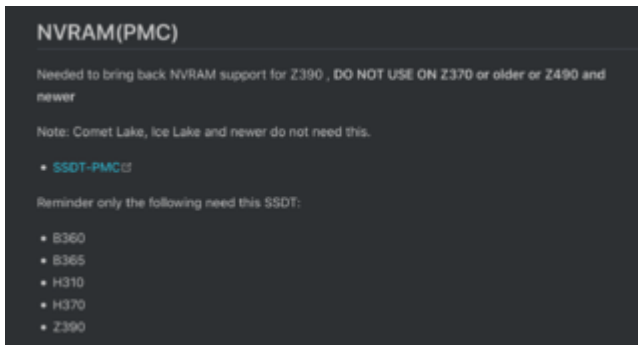 NVRAM(PMC)
Needed to bring back NVRAM support for Z390 , DO NOT USE ON Z370 or older or Z490 and
newer
Note: Comet Lake, Ice Lake and newer do not need this.
• SSDT-PMC
Reminder only the following need this SSDT:
• B360
• B365
• H310
• H370
• Z390